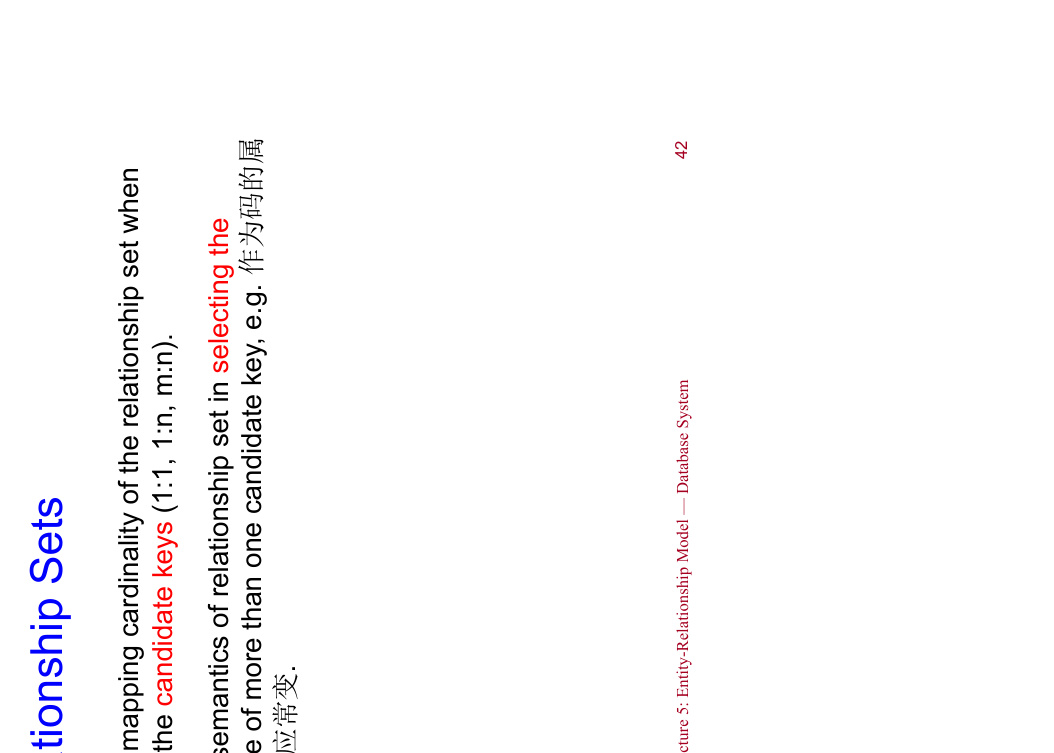 tionship Sets
mapping cardinality of the relationship set when
the candidate keys (1:1, 1:n, m:n).
semantics of relationship set in selecting the
e of more than one candidate key, e.g. 作为码的属
应常变.
cture 5: Entity-Relationship Model — Database System
42